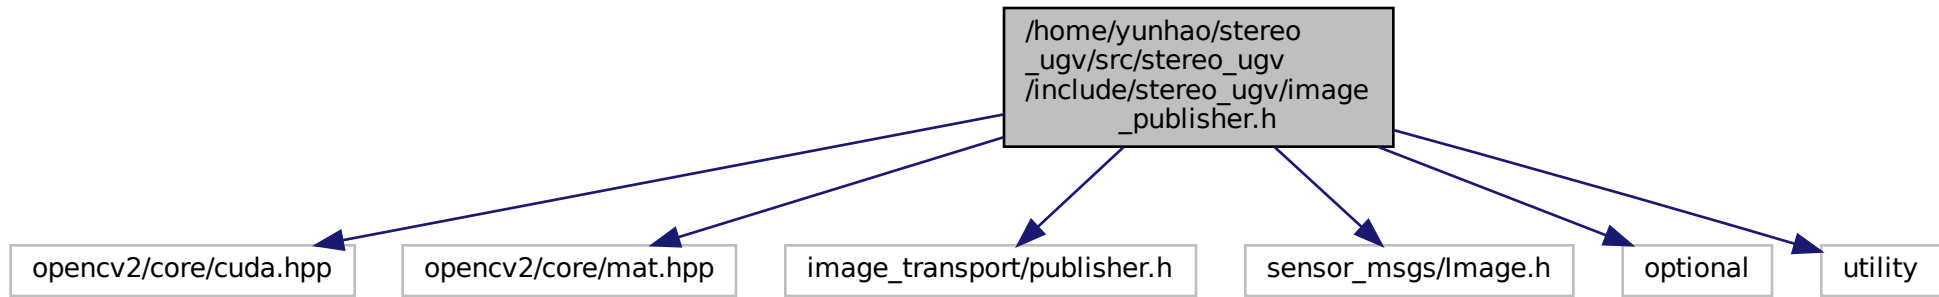 /home/yunhao/stereo
_ugv/src/stereo_ugv
/include/stereo_ugv/image
_publisher.h
opencv2/core/cuda.hpp
opencv2/core/mat.hpp
image_transport/publisher.h
sensor_msgs/Image.h
optional
utility